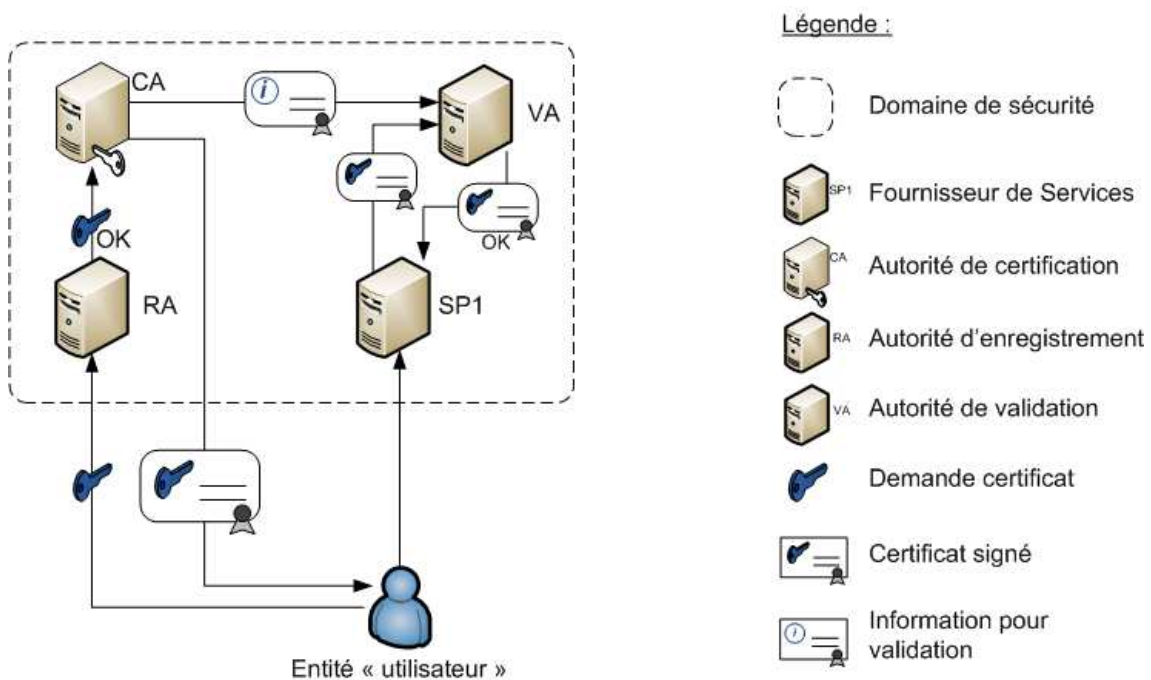 CA
VA
OK
OK
RA
SP1
Entité « utilisateur »
Légende :
Domaine de sécurité
SP1
Fournisseur de Services
CA
Autorité de certification
RA
Autorité d'enregistrement
VA
Autorité de validation
Demande certificat
Certificat signé
Information pour
validation